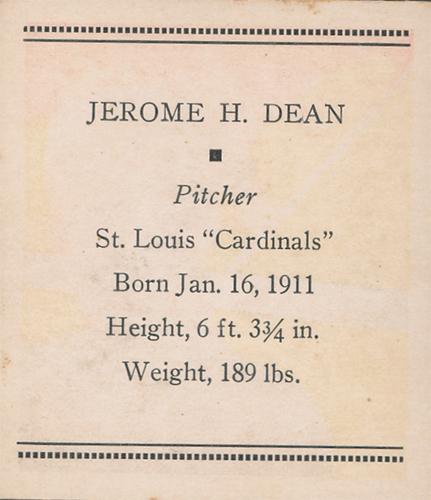 JEROME H. DEAN
Pitcher
St. Louis “Cardinals”
Born Jan. 16, 1911
Height, 6 ft. 3¾ in.
Weight, 189 lbs.